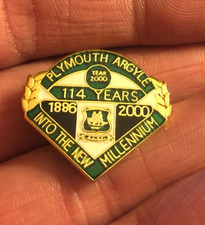 PLYMOUTH ARGYLE
YEAR
2000
114 YEARS
1886 2000
INTO THE NEW
MILLENNIUM